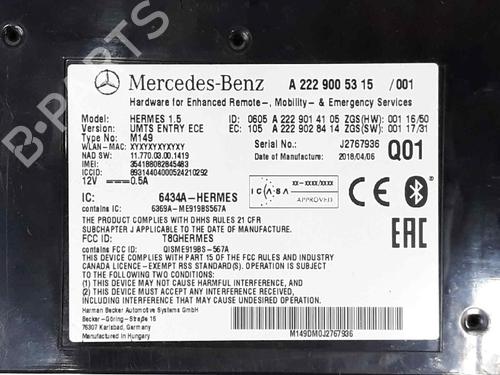 Mercedes-Benz A 222 900 53 15 /001
Hardware for Enhanced Remote-, Mobility- & Emergency Services
Model: HERMES 1.5 ID: 0605 A 222 901 41 05 ZGS(HW) 001 16/50
Version: UMTS ENTRY ECE EC: 105 A 222 902 84 14 ZGS(SW) 001 17/31
Type No: M149
WLAN-MAC: XYXYXYXYXYXY Serial No: J2767936
NAD SW: 11.770.03.00.1419 Date of Manufacture: 2018/04/06 Q01
IMEI: 354188082845483
ICCID: 89314404000524210292
12V 0.5A
IC: 6434A-HERMES
contains IC: 6369A-ME919BS567A
ICASA XX-XXXX/XXXX APPROVED
CE
THE PRODUCT COMPLIES WITH DHHS RULES 21 CFR
SUBCHAPTER J APPLICABLE TO THE DATE OF MANUFACTURE.
FCC ID: T8GHERMES
EAC
contains FCC ID: QISME919BS-567A
THIS DEVICE COMPLIES WITH PART 15 OF THE FCC RULES AND INDUSTRY
CANADA LICENCE-EXEMPT RSS STANDARD(S). OPERATION IS
SUBJECT TO THE FOLLOWING TWO CONDITIONS:
(1) THIS DEVICE MAY NOT CAUSE INTERFERENCE, AND
(2) THIS DEVICE MUST ACCEPT ANY INTERFERENCE, INCLUDING
INTERFERENCE THAT MAY CAUSE UNDESIRED OPERATION.
Harman Becker Automotive Systems GmbH
Becker-Göring-Straße 16
76307 Karlsbad, Germany
Manufactured in Hungary
M149DM0J2767936
B-PARTS